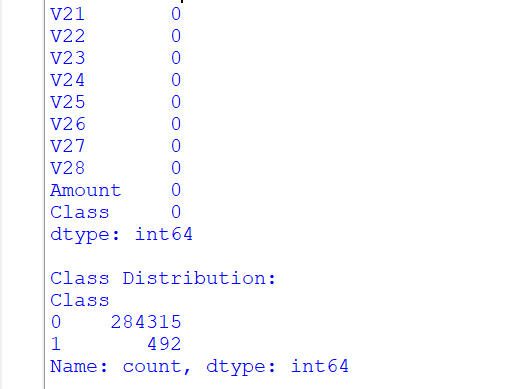 V21        0
V22        0
V23        0
V24        0
V25        0
V26        0
V27        0
V28        0
Amount     0
Class      0
dtype: int64

Class Distribution:
Class
0    284315
1       492
Name: count, dtype: int64